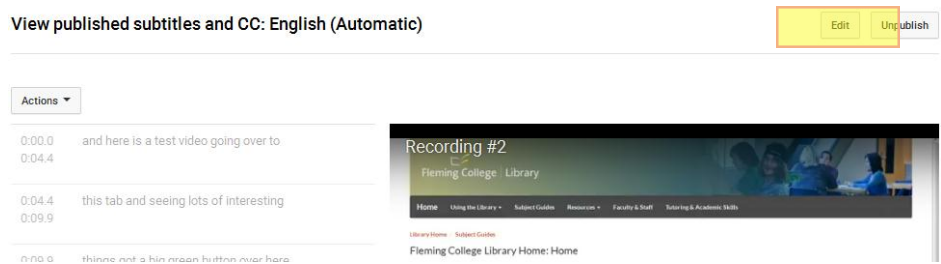 View published subtitles and CC: English (Automatic)
Edit
Unpublish
Actions
0:00.0 and here is a test video going over to
0:04.4
0:04.4 this tab and seeing lots of interesting
0:09.9
0:09.9 things got a big green button over here
Recording #2
Fleming College Library
Home Using the Library Subject Guides Resources Faculty & Staff Tutoring & Academic Skills
Library Home Subject Guides
Fleming College Library Home: Home